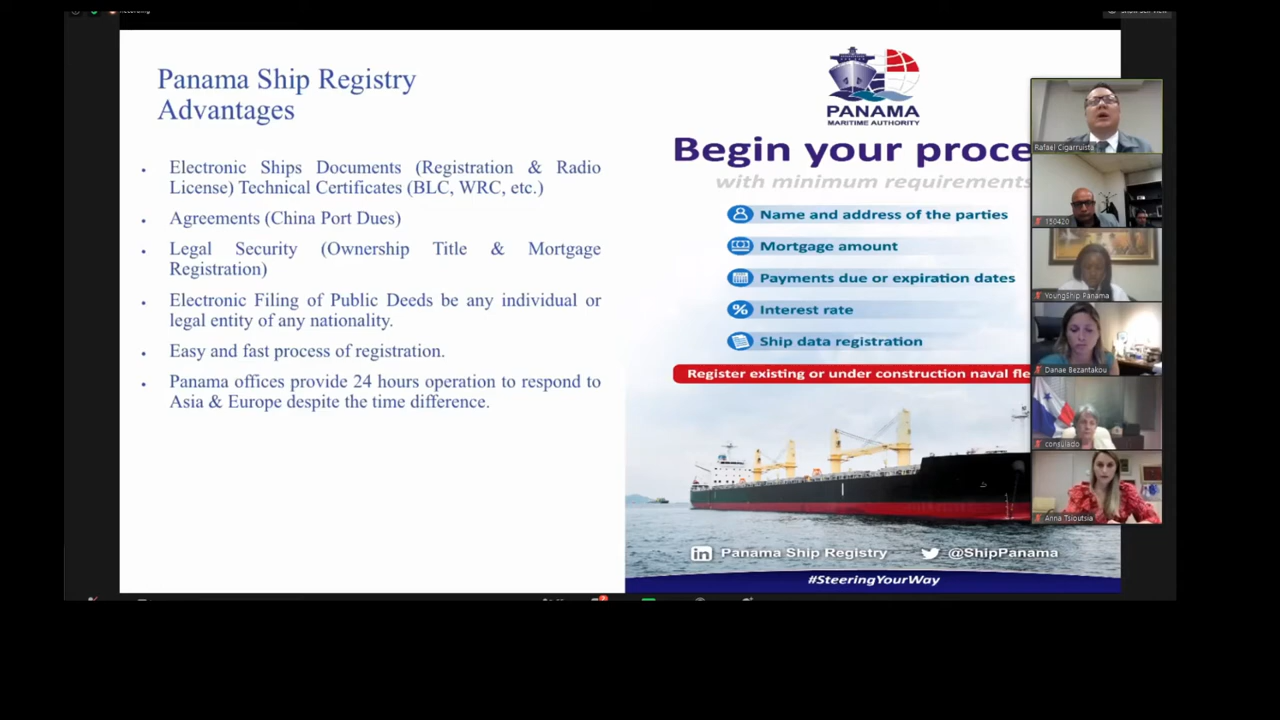 Recording
Panama Ship Registry
Advantages
Electronic Ships Documents (Registration & Radio
License) Technical Certificates (BLC, WRC, etc.)
Agreements (China Port Dues)
Legal Security (Ownership Title & Mortgage
Registration)
Electronic Filing of Public Deeds be any individual or
legal entity of any nationality.
Easy and fast process of registration.
Panama offices provide 24 hours operation to respond to
Asia & Europe despite the time difference.
PANAMA
MARITIME AUTHORITY
Begin your proce
with minimum requirements
Name and address of the parties
Mortgage amount
Payments due or expiration dates
Interest rate
Ship data registration
Register existing or under construction naval fle
in Panama Ship Registry
@ShipPanama
#SteeringYourWay
Rafael Cigarruista
150420
YoungShip Panama
Danae Bezantakou
consulado
Anna Tsioutsia